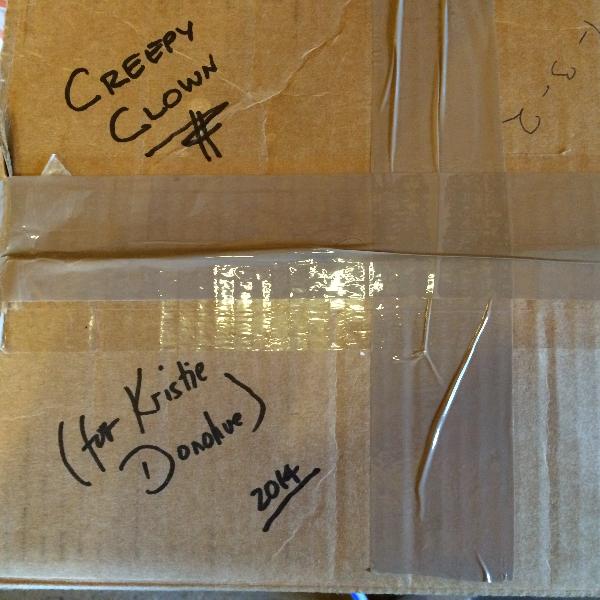 CREEPY
CLOWN
(for Kristie
Donohue)
2014